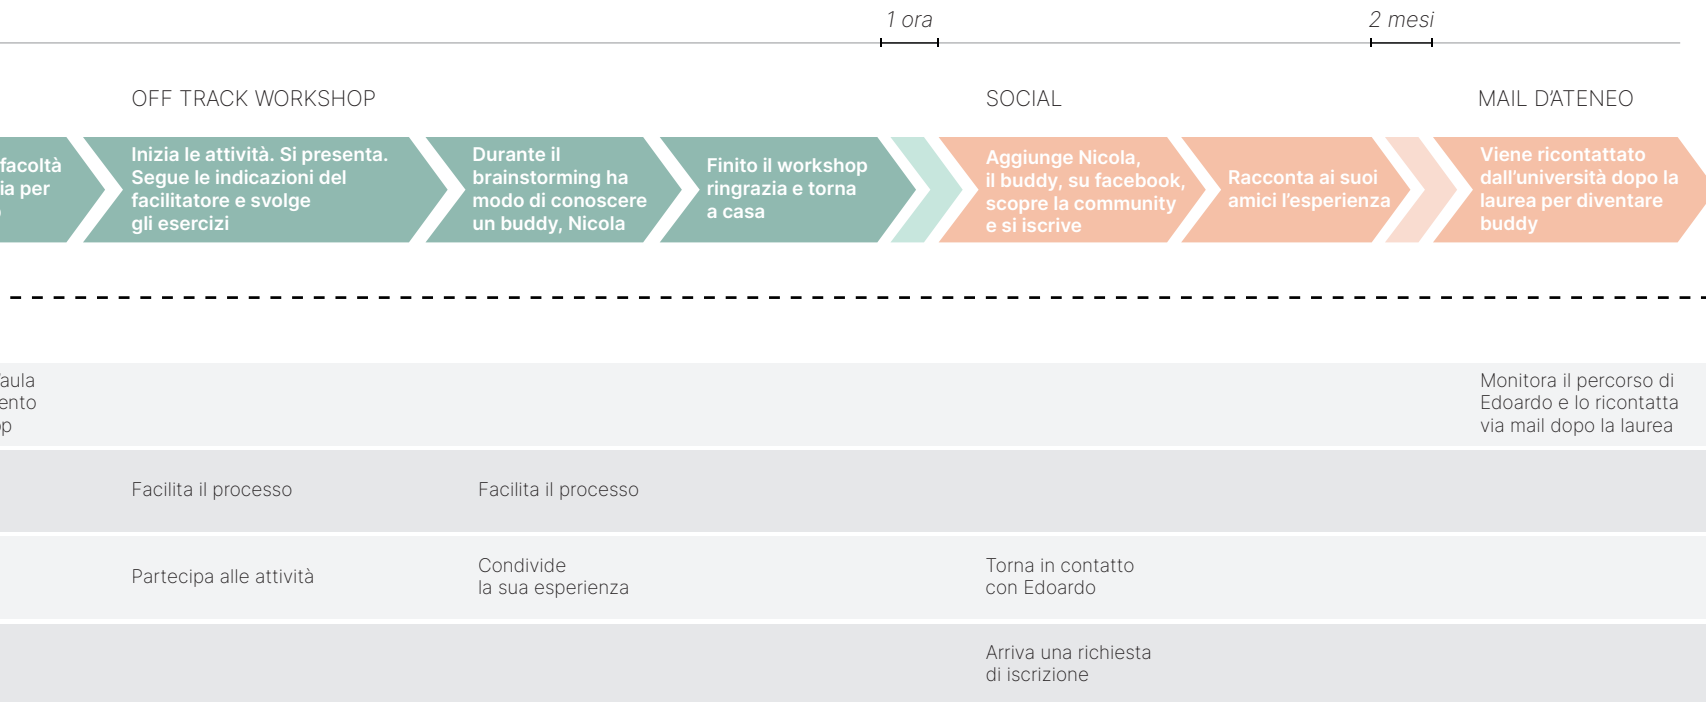 1 ora
2 mesi
OFF TRACK WORKSHOP
SOCIAL
MAIL D'ATENEO
facoltà
ia per
Inizia le attività. Si presenta.
Segue le indicazioni del
facilitatore e svolge
gli esercizi
Durante il
brainstorming ha
modo di conoscere
un buddy, Nicola
Finito il workshop
ringrazia e torna
a casa
Aggiunge Nicola,
il buddy, su facebook,
scopre la community
e si iscrive
Racconta ai suoi
amici l'esperienza
Viene ricontattato
dall'università dopo la
laurea per diventare
buddy
'aula
ento
op
Monitora il percorso di
Edoardo e lo ricontatta
via mail dopo la laurea
Facilita il processo
Facilita il processo
Partecipa alle attività
Condivide
la sua esperienza
Torna in contatto
con Edoardo
Arriva una richiesta
di iscrizione